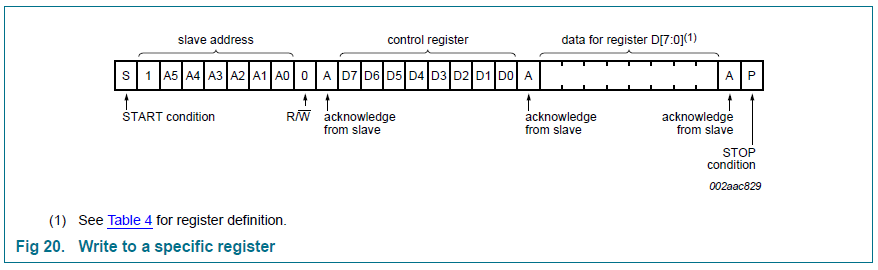 slave address control register data for register D[7:0](1)
S 1 A5 A4 A3 A2 A1 A0 0 A D7 D6 D5 D4 D3 D2 D1 D0 A A P
START condition R/W acknowledge acknowledge acknowledge
from slave from slave from slave
STOP
condition
002aac829
(1) See Table 4 for register definition.
Fig 20. Write to a specific register